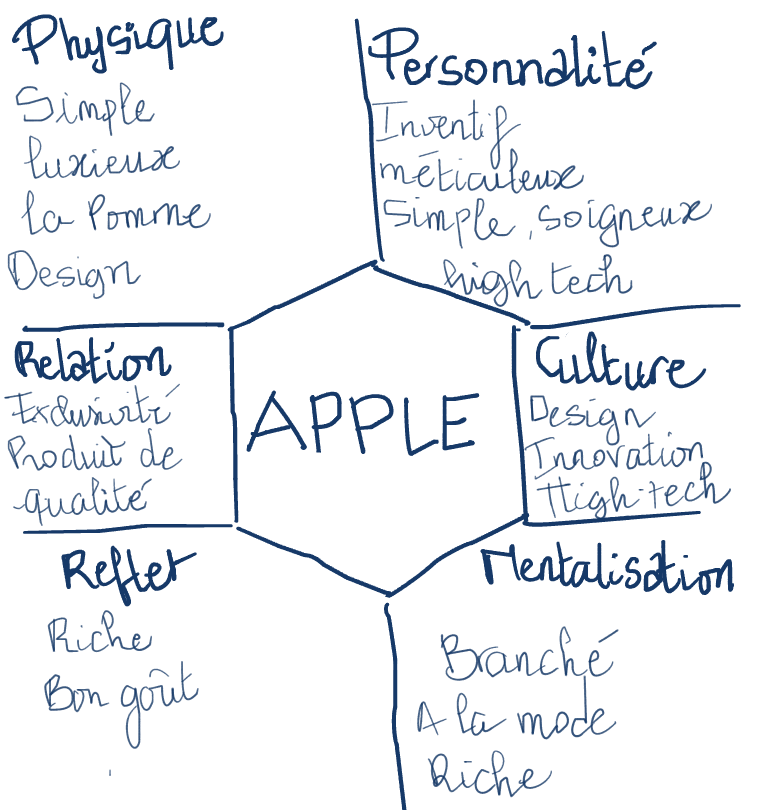 Physique
Simple
luxieux
la Pomme
Design
Personnalité
Inventif
méticuleux
Simple, soigneux
high tech
Relation
Exclusivité
Produit de
qualité
APPLE
Culture
Design
Innovation
High-tech
Reflet
Riche
Bon goût
Mentalisation
Branché
A la mode
Riche